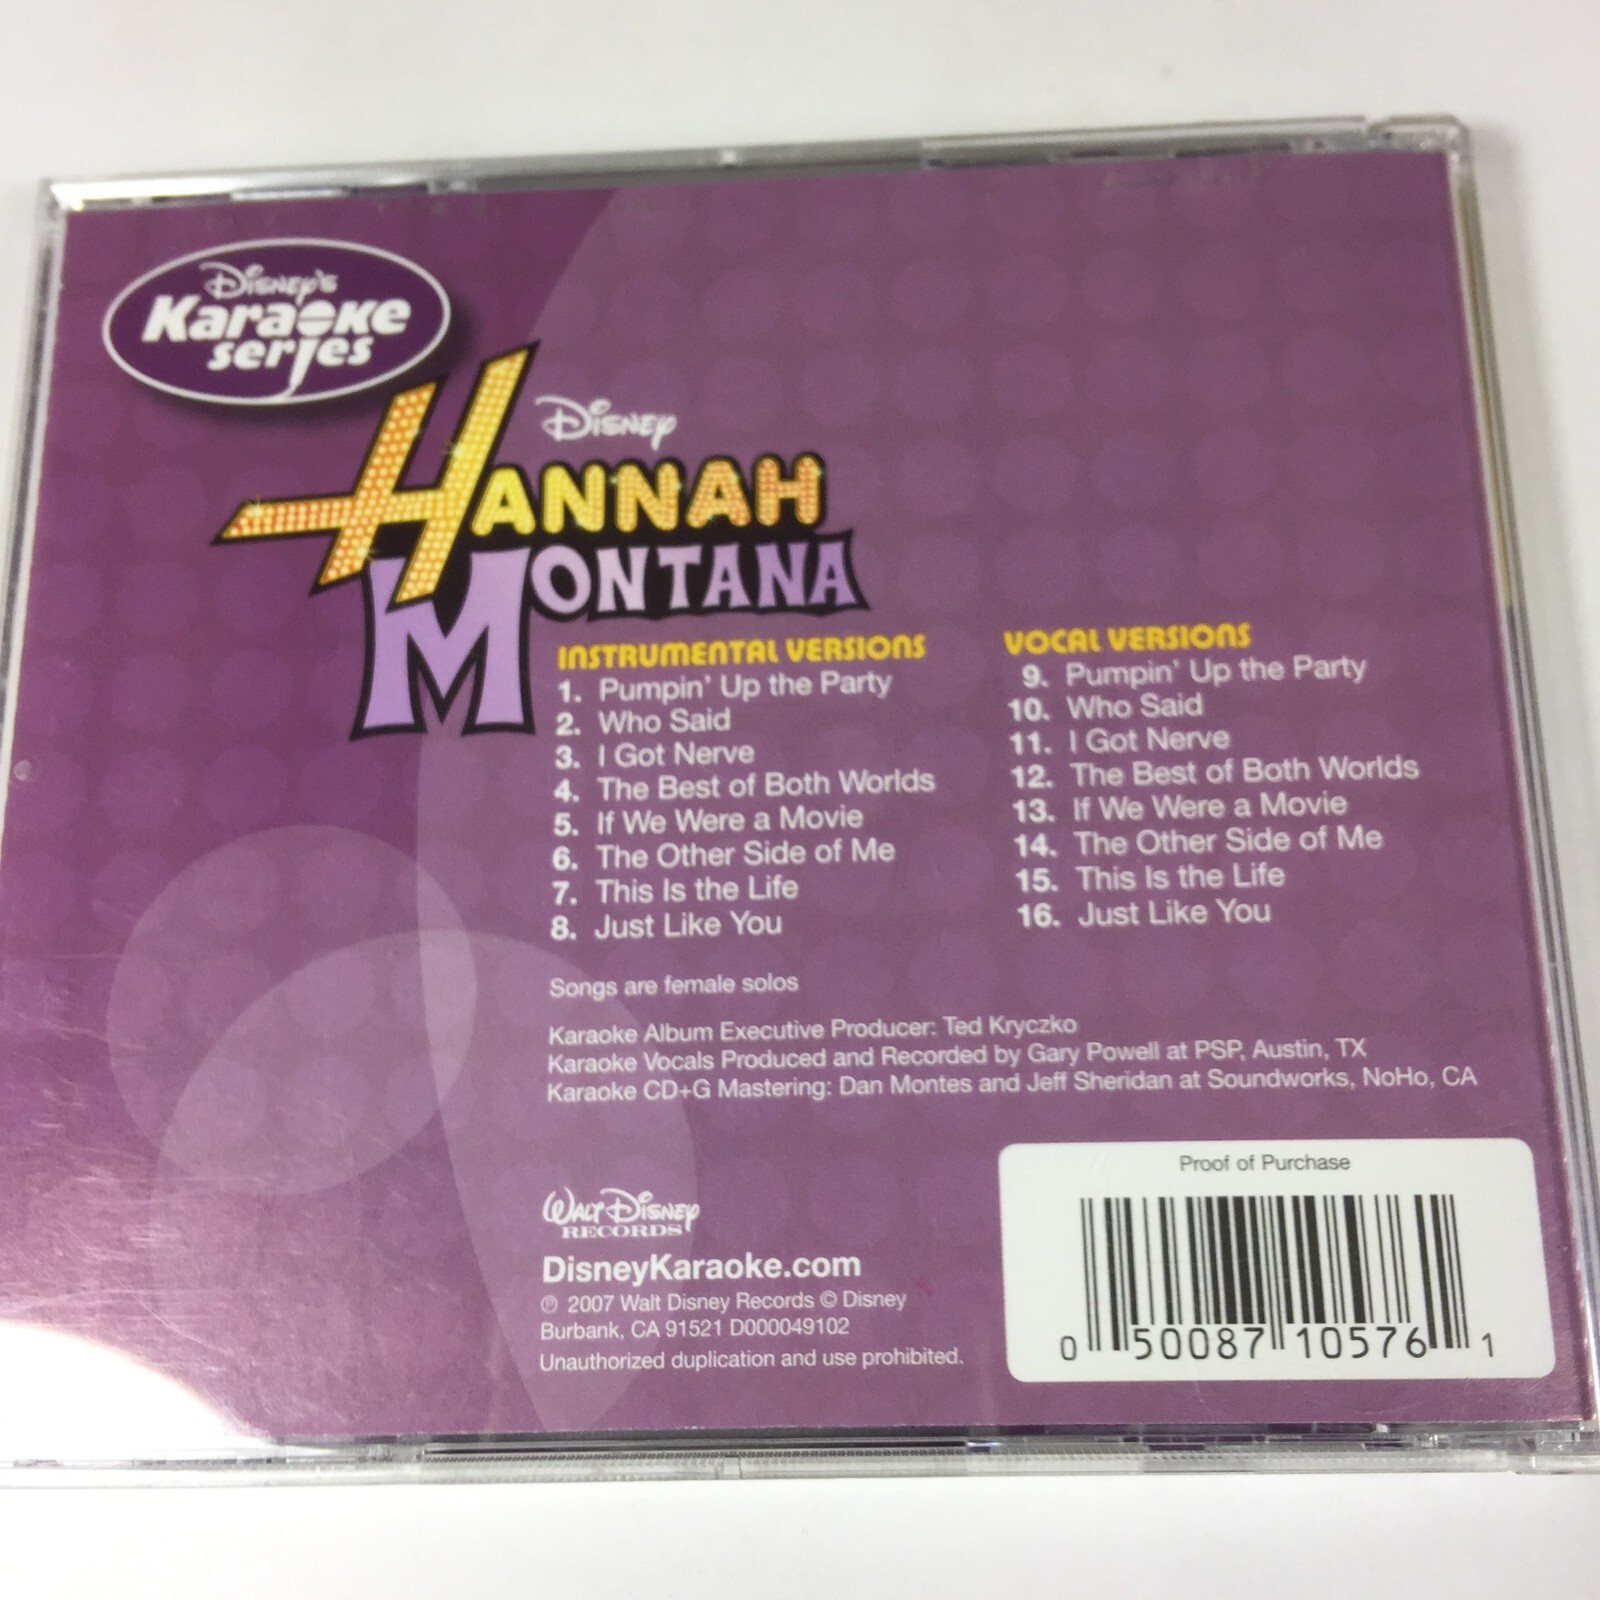 Disney's
Karaoke
series
Disney
HANNAH
MONTANA
INSTRUMENTAL VERSIONS
1. Pumpin' Up the Party
2. Who Said
3. I Got Nerve
4. The Best of Both Worlds
5. If We Were a Movie
6. The Other Side of Me
7. This Is the Life
8. Just Like You
VOCAL VERSIONS
9. Pumpin' Up the Party
10. Who Said
11. I Got Nerve
12. The Best of Both Worlds
13. If We Were a Movie
14. The Other Side of Me
15. This Is the Life
16. Just Like You
Songs are female solos
Karaoke Album Executive Producer: Ted Kryczko
Karaoke Vocals Produced and Recorded by Gary Powell at PSP, Austin, TX
Karaoke CD+G Mastering: Dan Montes and Jeff Sheridan at Soundworks, NoHo, CA
Walt Disney
RECORDS
DisneyKaraoke.com
℗ 2007 Walt Disney Records © Disney
Burbank, CA 91521 D000049102
Unauthorized duplication and use prohibited.
Proof of Purchase
0 50087 10576 1